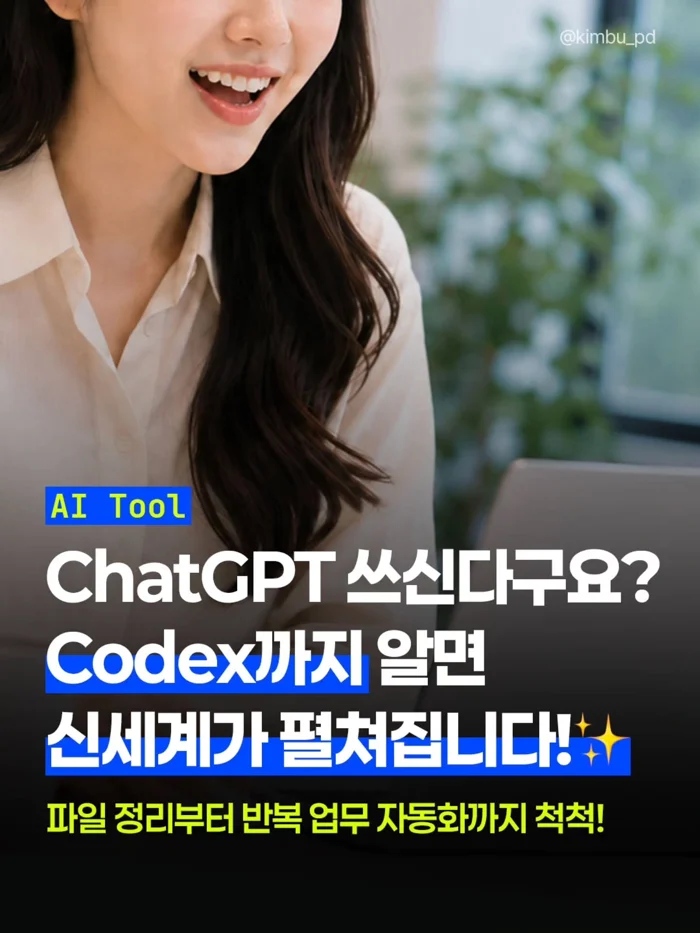 @kimbu_pd
AI Tool
ChatGPT 쓰신다구요?
Codex까지 알면
신세계가 펼쳐집니다!✨
파일 정리부터 반복 업무 자동화까지 척척!